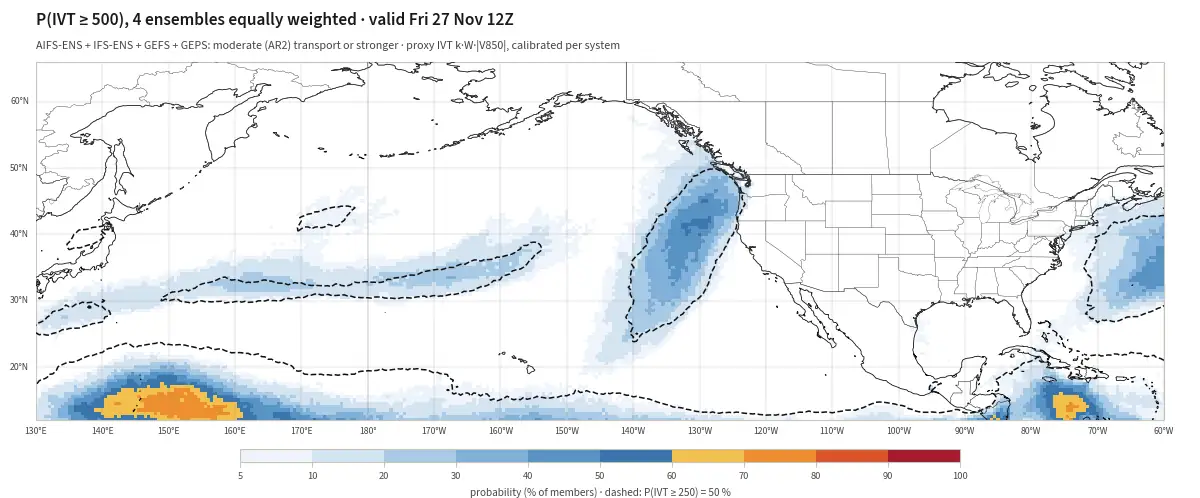 P(IVT ≥ 500), 4 ensembles equally weighted · valid Fri 27 Nov 12Z
AIFS-ENS + IFS-ENS + GEFS + GEPS: moderate (AR2) transport or stronger · proxy IVT k·W·|V850|, calibrated per system
60°N
50°N
40°N
30°N
20°N
130°E 140°E 150°E 160°E 170°E 180° 170°W 160°W 150°W 140°W 130°W 120°W 110°W 100°W 90°W 80°W 70°W 60°W
5 10 20 30 40 50 60 70 80 90 100
probability (% of members) · dashed: P(IVT ≥ 250) = 50 %